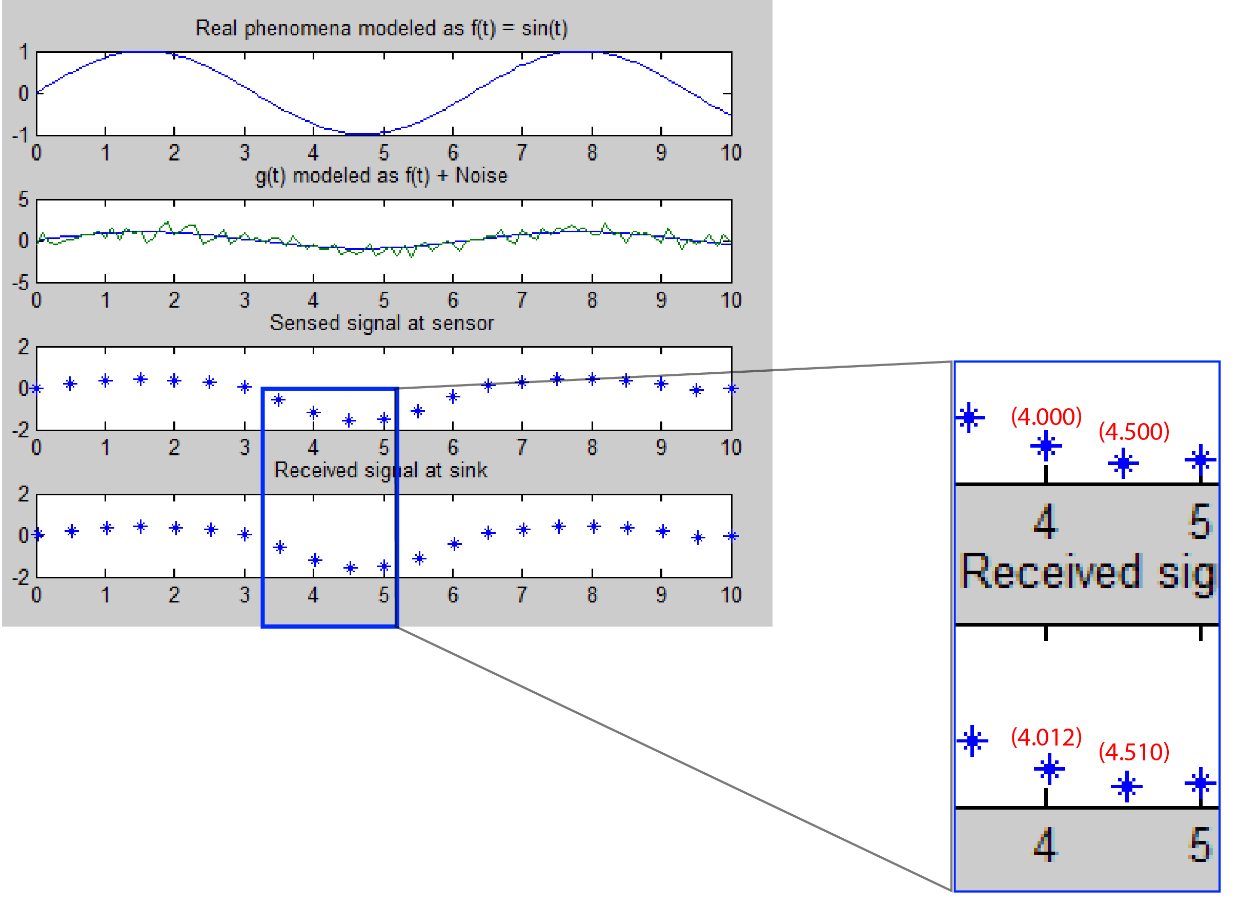 Real phenomena modeled as f(t) = sin(t)
1
0
-1
0 1 2 3 4 5 6 7 8 9 10
g(t) modeled as f(t) + Noise
5
0
-5
0 1 2 3 4 5 6 7 8 9 10
Sensed signal at sensor
2
0
-2
0 1 2 3 4 5 6 7 8 9 10
Received signal at sink
2
0
-2
0 1 2 3 4 5 6 7 8 9 10
(4.000) (4.500)
4 5
Received sig
(4.012) (4.510)
4 5